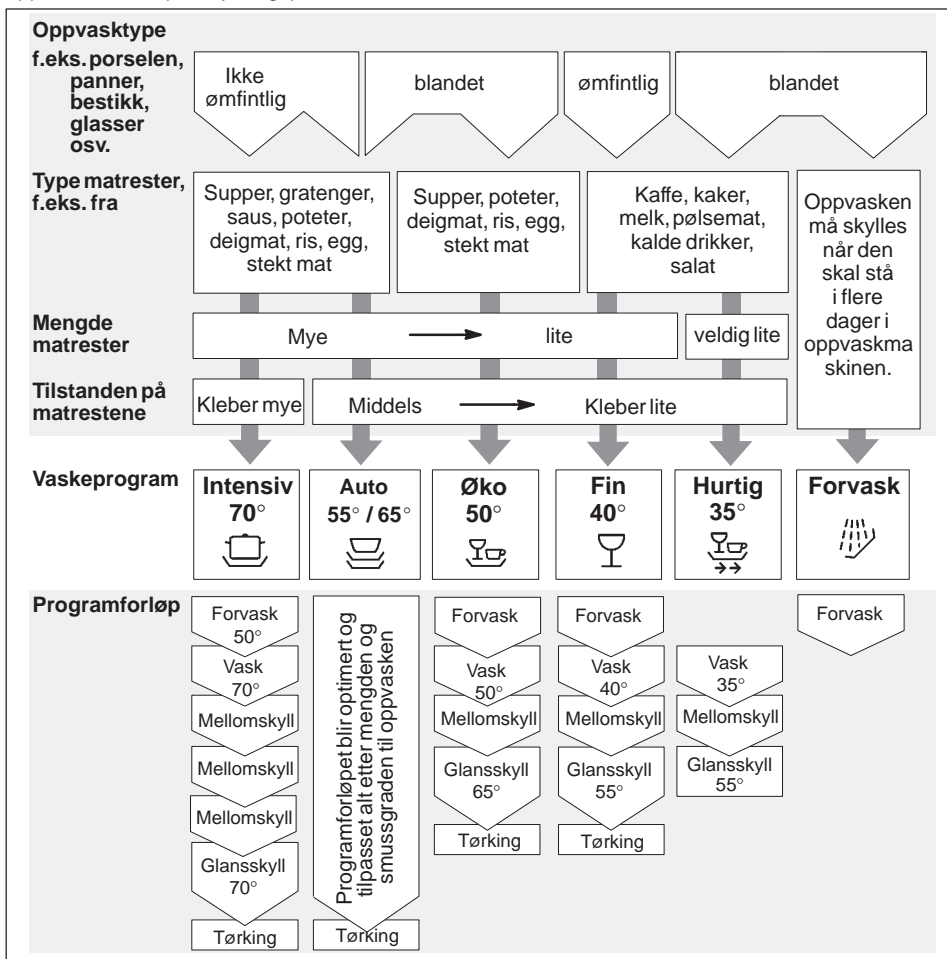 Oppvasktype
f.eks. porselen,
panner,
bestikk,
glasser
osv.
Ikke
ømfintlig
blandet
ømfintlig
blandet
Type matrester,
f.eks. fra
Supper, gratenger,
saus, poteter,
deigmat, ris, egg,
stekt mat
Supper, poteter,
deigmat, ris, egg,
stekt mat
Kaffe, kaker,
melk, pølsemat,
kalde drikker,
salat
Oppvasken
må skylles
når den
skal stå
i flere
dager i
oppvaskma
skinen.
Mengde
matrester
Mye
lite
veldig lite
Tilstanden på
matrestene
Kleber mye
Middels
Kleber lite
Vaskeprogram
Intensiv
70°
Auto
55° / 65°
Øko
50°
Fin
40°
Hurtig
35°
Forvask
Programforløp
Forvask
50°
Vask
70°
Mellomskyll
Mellomskyll
Mellomskyll
Glansskyll
70°
Tørking
Programforløpet blir optimert og
tilpasset alt etter mengden og
smussgraden til oppvasken
Tørking
Forvask
Vask
50°
Mellomskyll
Glansskyll
65°
Tørking
Forvask
Vask
40°
Mellomskyll
Glansskyll
55°
Tørking
Vask
35°
Mellomskyll
Glansskyll
55°
Forvask